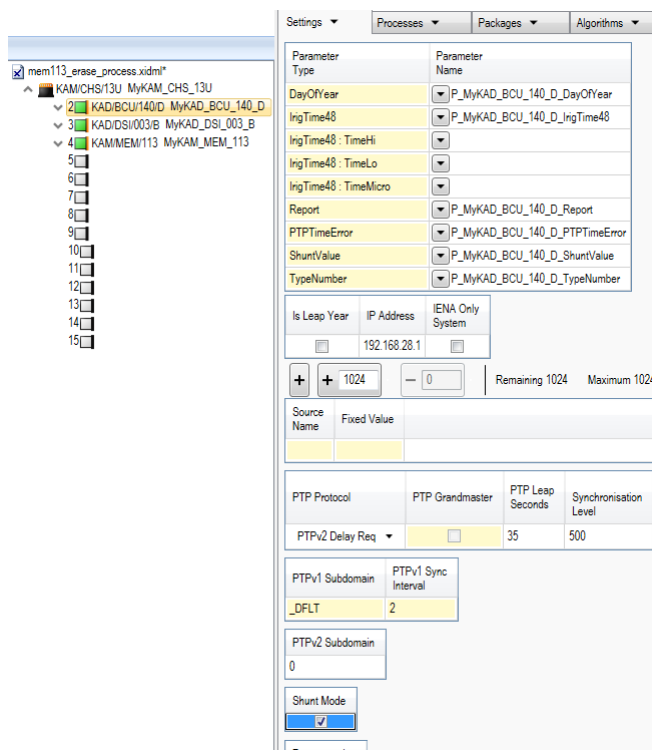 mem113_erase_process.xidml*
KAM/CHS/13U MyKAM_CHS_13U
2 KAD/BCU/140/D MyKAD_BCU_140_D
3 KAD/DSI/003/B MyKAD_DSI_003_B
4 KAM/MEM/113 MyKAM_MEM_113
5
6
7
8
9
10
11
12
13
14
15
Settings Processes Packages Algorithms
Parameter Type Parameter Name
DayOfYear P_MyKAD_BCU_140_D_DayOfYear
IrigTime48 P_MyKAD_BCU_140_D_IrigTime48
IrigTime48 : TimeHi
IrigTime48 : TimeLo
IrigTime48 : TimeMicro
Report P_MyKAD_BCU_140_D_Report
PTPTimeError P_MyKAD_BCU_140_D_PTPTimeError
ShuntValue P_MyKAD_BCU_140_D_ShuntValue
TypeNumber P_MyKAD_BCU_140_D_TypeNumber
Is Leap Year IP Address IENA Only System
192.168.28.1
+ + 1024 − 0 Remaining 1024 Maximum 1024
Source Name Fixed Value
PTP Protocol PTP Grandmaster PTP Leap Seconds Synchronisation Level
PTPv2 Delay Req 35 500
PTPv1 Subdomain PTPv1 Sync Interval
_DFLT 2
PTPv2 Subdomain
0
Shunt Mode